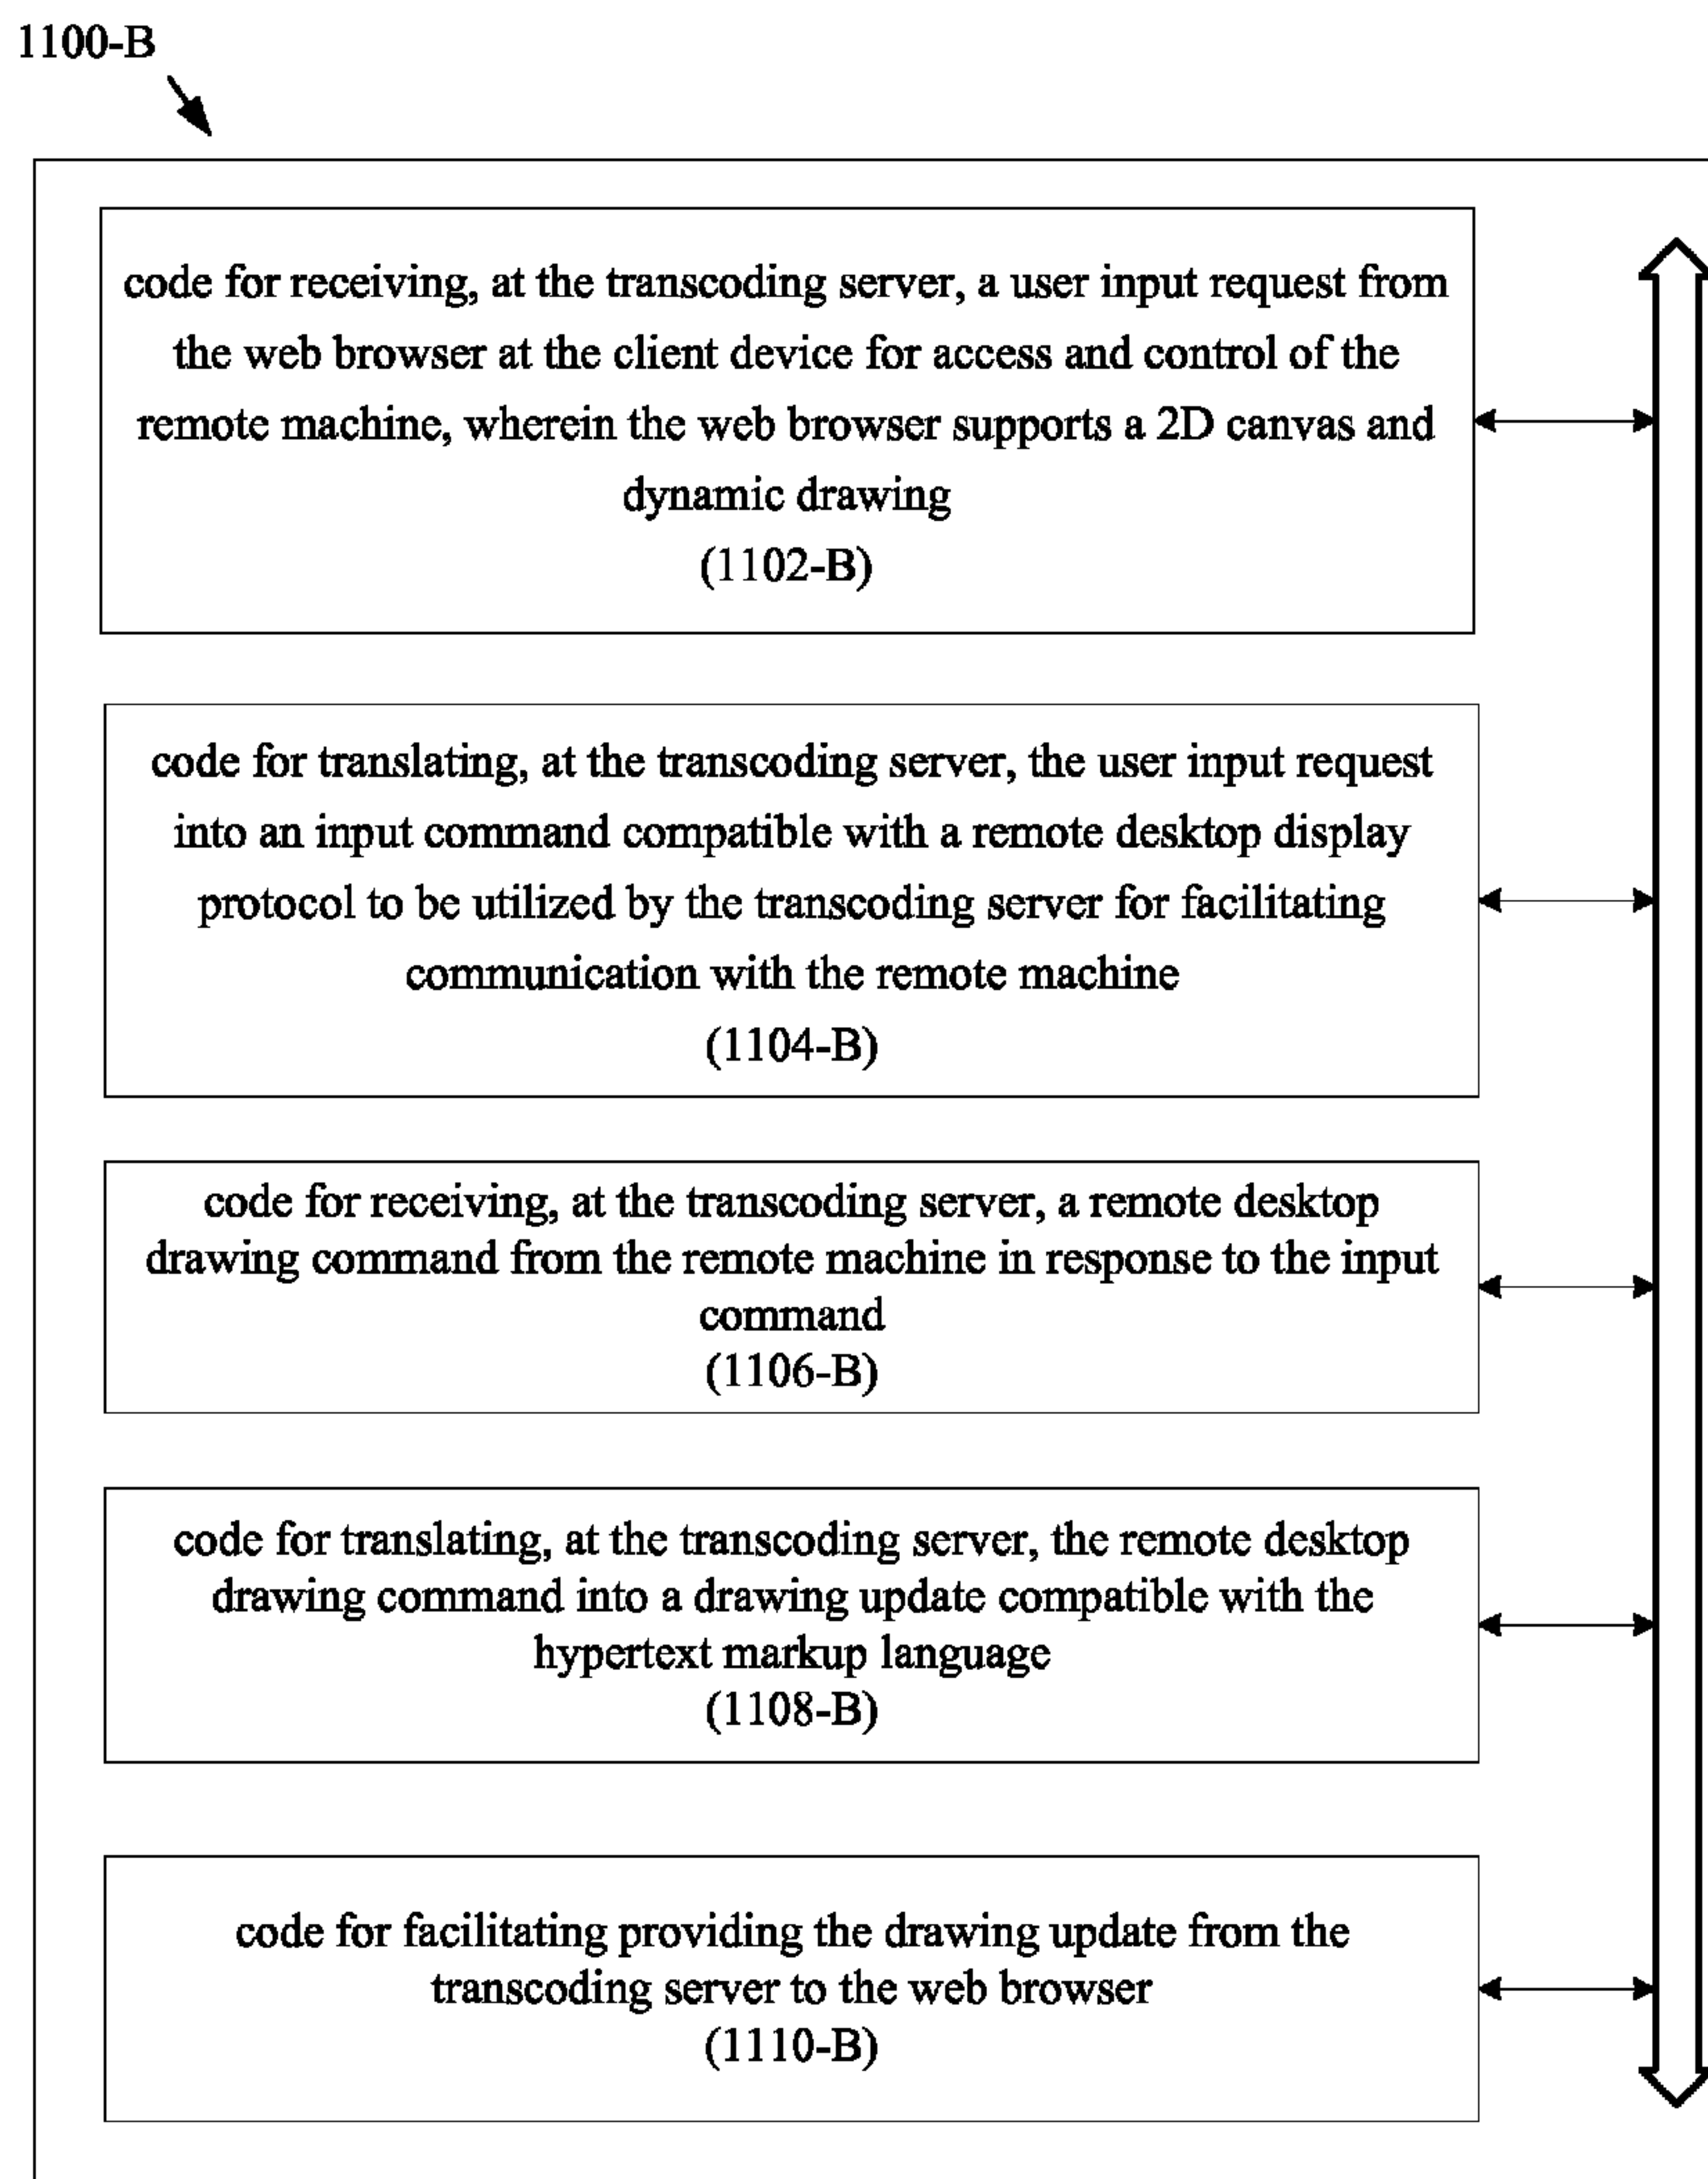 1100-B
code for receiving, at the transcoding server, a user input request from
the web browser at the client device for access and control of the
remote machine, wherein the web browser supports a 2D canvas and
dynamic drawing
(1102-B)
code for translating, at the transcoding server, the user input request
into an input command compatible with a remote desktop display
protocol to be utilized by the transcoding server for facilitating
communication with the remote machine
(1104-B)
code for receiving, at the transcoding server, a remote desktop
drawing command from the remote machine in response to the input
command
(1106-B)
code for translating, at the transcoding server, the remote desktop
drawing command into a drawing update compatible with the
hypertext markup language
(1108-B)
code for facilitating providing the drawing update from the
transcoding server to the web browser
(1110-B)